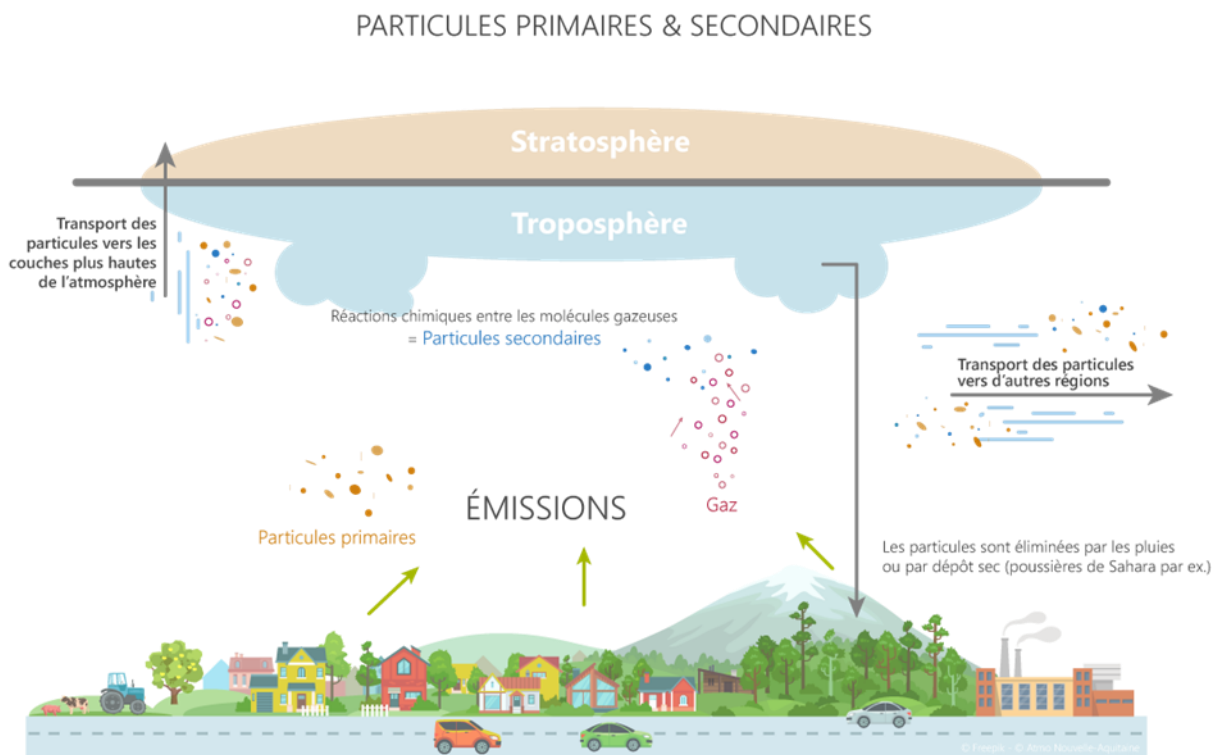 PARTICULES PRIMAIRES & SECONDAIRES
Stratosphère
Troposphère
Transport des
particules vers les
couches plus hautes
de l'atmosphère
Réactions chimiques entre les molécules gazeuses
= Particules secondaires
Transport des particules
vers d'autres régions
ÉMISSIONS
Gaz
Particules primaires
Les particules sont éliminées par les pluies
ou par dépôt sec (poussières de Sahara par ex.)
© Freepik - © Atmo Nouvelle-Aquitaine